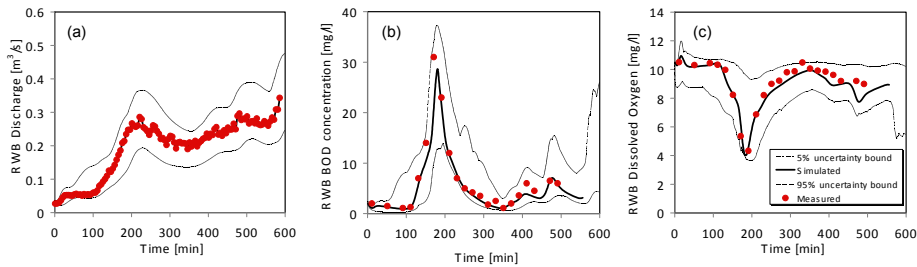 (a)
RWB Discharge [m³/s]
0.6
0.5
0.4
0.3
0.2
0.1
0
0 100 200 300 400 500 600
Time [min]
(b)
RWB BOD concentration [mg/l]
40
30
20
10
0
0 100 200 300 400 500 600
Time [min]
(c)
RWB Dissolved Oxygen [mg/l]
14
12
10
8
6
4
2
0
0 100 200 300 400 500 600
Time [min]
5% uncertainty bound
Simulated
95% uncertainty bound
Measured